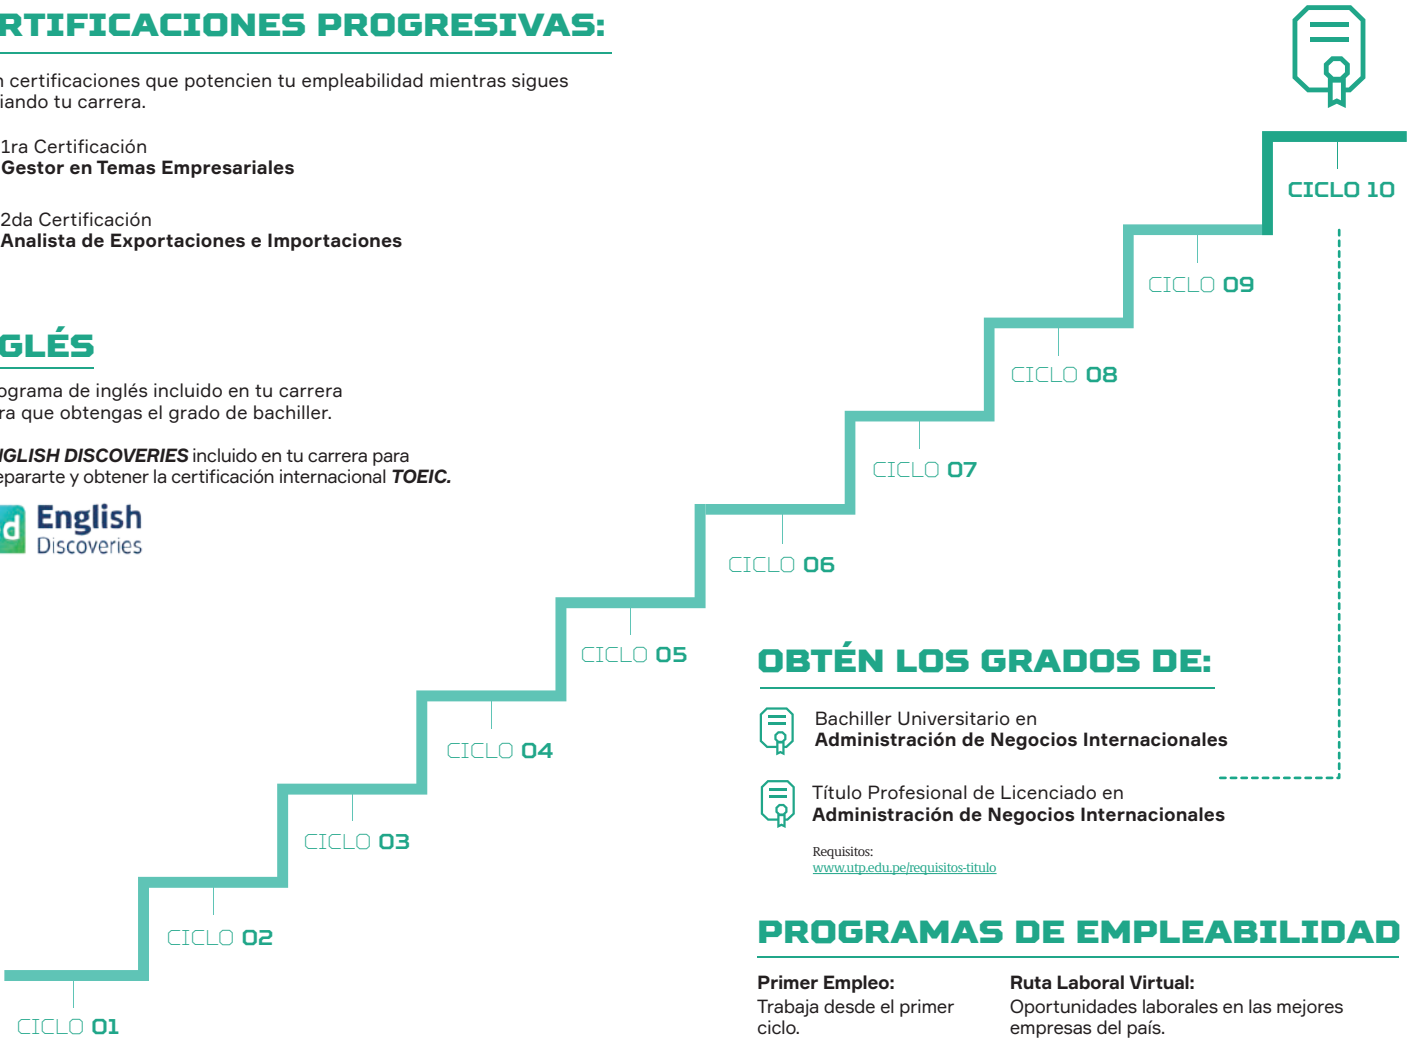 RTIFICACIONES PROGRESIVAS:
n certificaciones que potencien tu empleabilidad mientras sigues
iando tu carrera.
1ra Certificación
Gestor en Temas Empresariales
2da Certificación
Analista de Exportaciones e Importaciones
GLÉS
ograma de inglés incluido en tu carrera
ra que obtengas el grado de bachiller.
NGLISH DISCOVERIES incluido en tu carrera para
epararte y obtener la certificación internacional TOEIC.
ed English
Discoveries
CICLO 10
CICLO 09
CICLO 08
CICLO 07
CICLO 06
CICLO 05
CICLO 04
CICLO 03
CICLO 02
CICLO 01
OBTÉN LOS GRADOS DE:
Bachiller Universitario en
Administración de Negocios Internacionales
Título Profesional de Licenciado en
Administración de Negocios Internacionales
Requisitos:
www.utp.edu.pe/requisitos-titulo
PROGRAMAS DE EMPLEABILIDAD
Primer Empleo:
Trabaja desde el primer
ciclo.
Ruta Laboral Virtual:
Oportunidades laborales en las mejores
empresas del país.